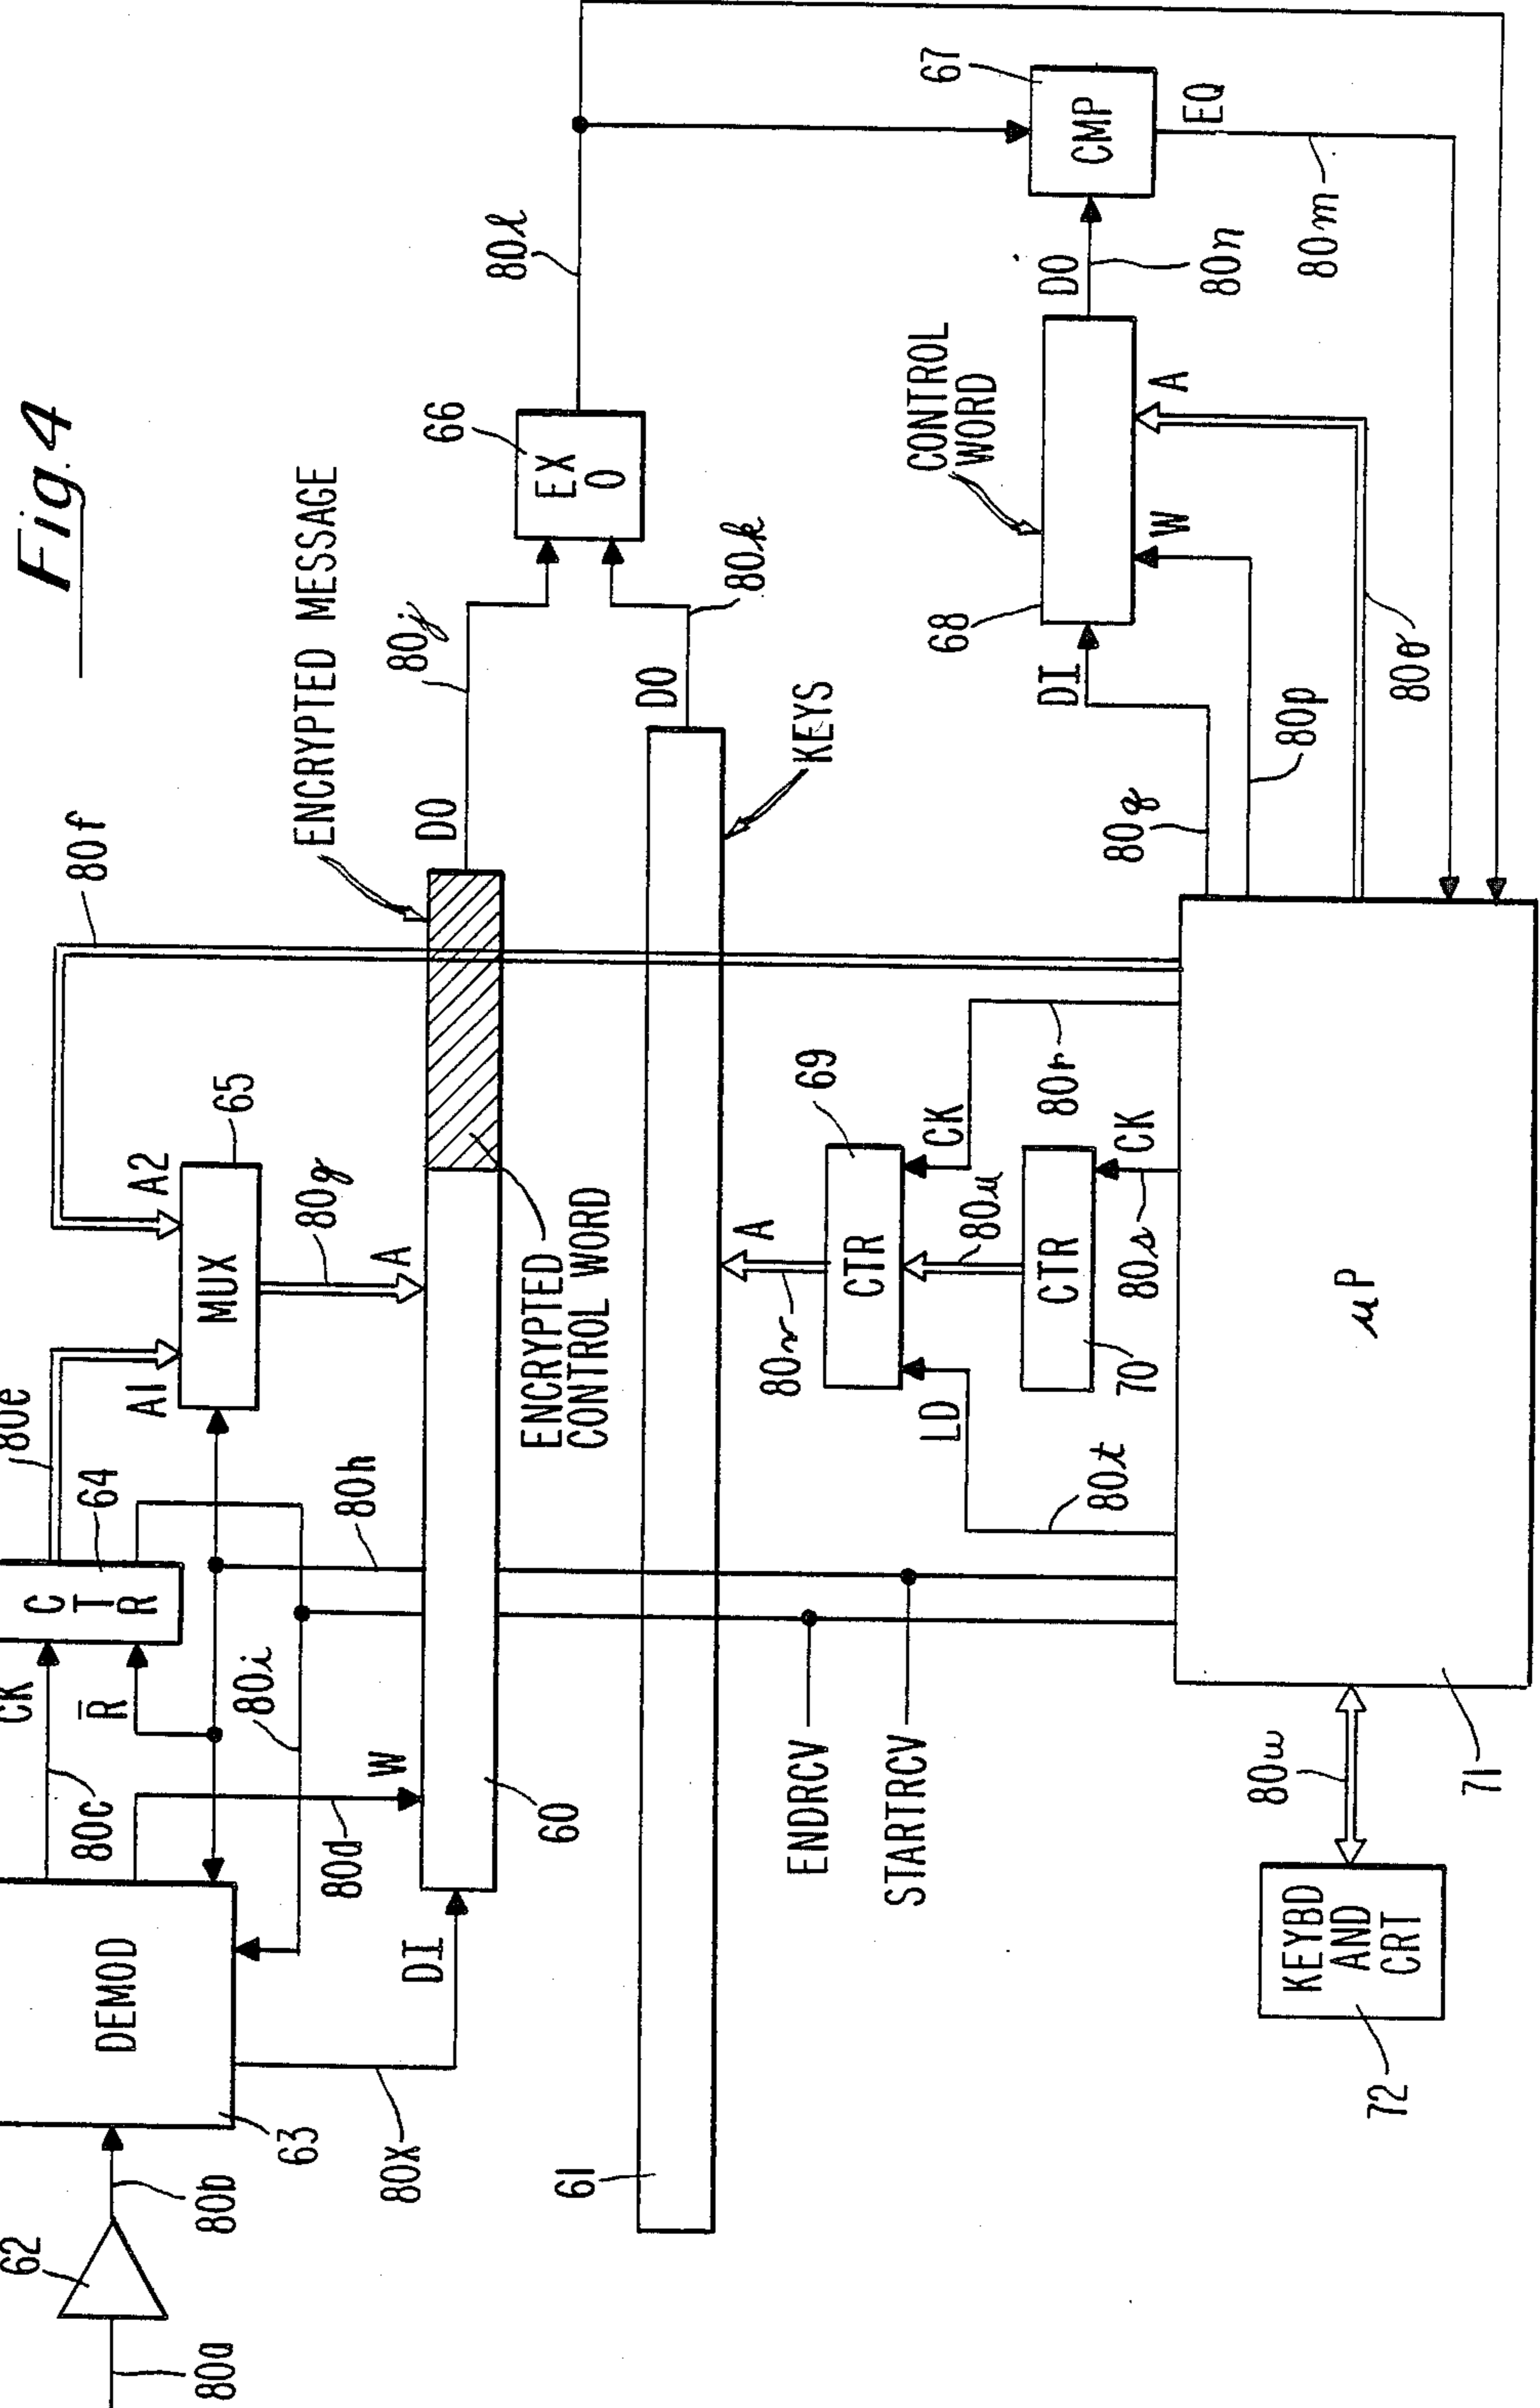 Fig. 4
62
80a
80b
DEMOD
63
80x
DI
CK
R̅
80c
80d
W
80i
C
T
R
64
80e
80h
A1
A2
MUX
65
80g
A
80f
60
ENCRYPTED
CONTROL WORD
ENCRYPTED MESSAGE
DO
80j
EX
O
66
80k
80l
61
DO
KEYS
ENDRCV
STARTRCV
A
80v
CTR
69
LD
CK
80u
CTR
70
CK
80s
80t
80r
μP
71
80w
KEYBD
AND
CRT
72
80q
80p
80o
DI
68
W
A
CONTROL
WORD
DO
80n
CMP
67
EQ
80m